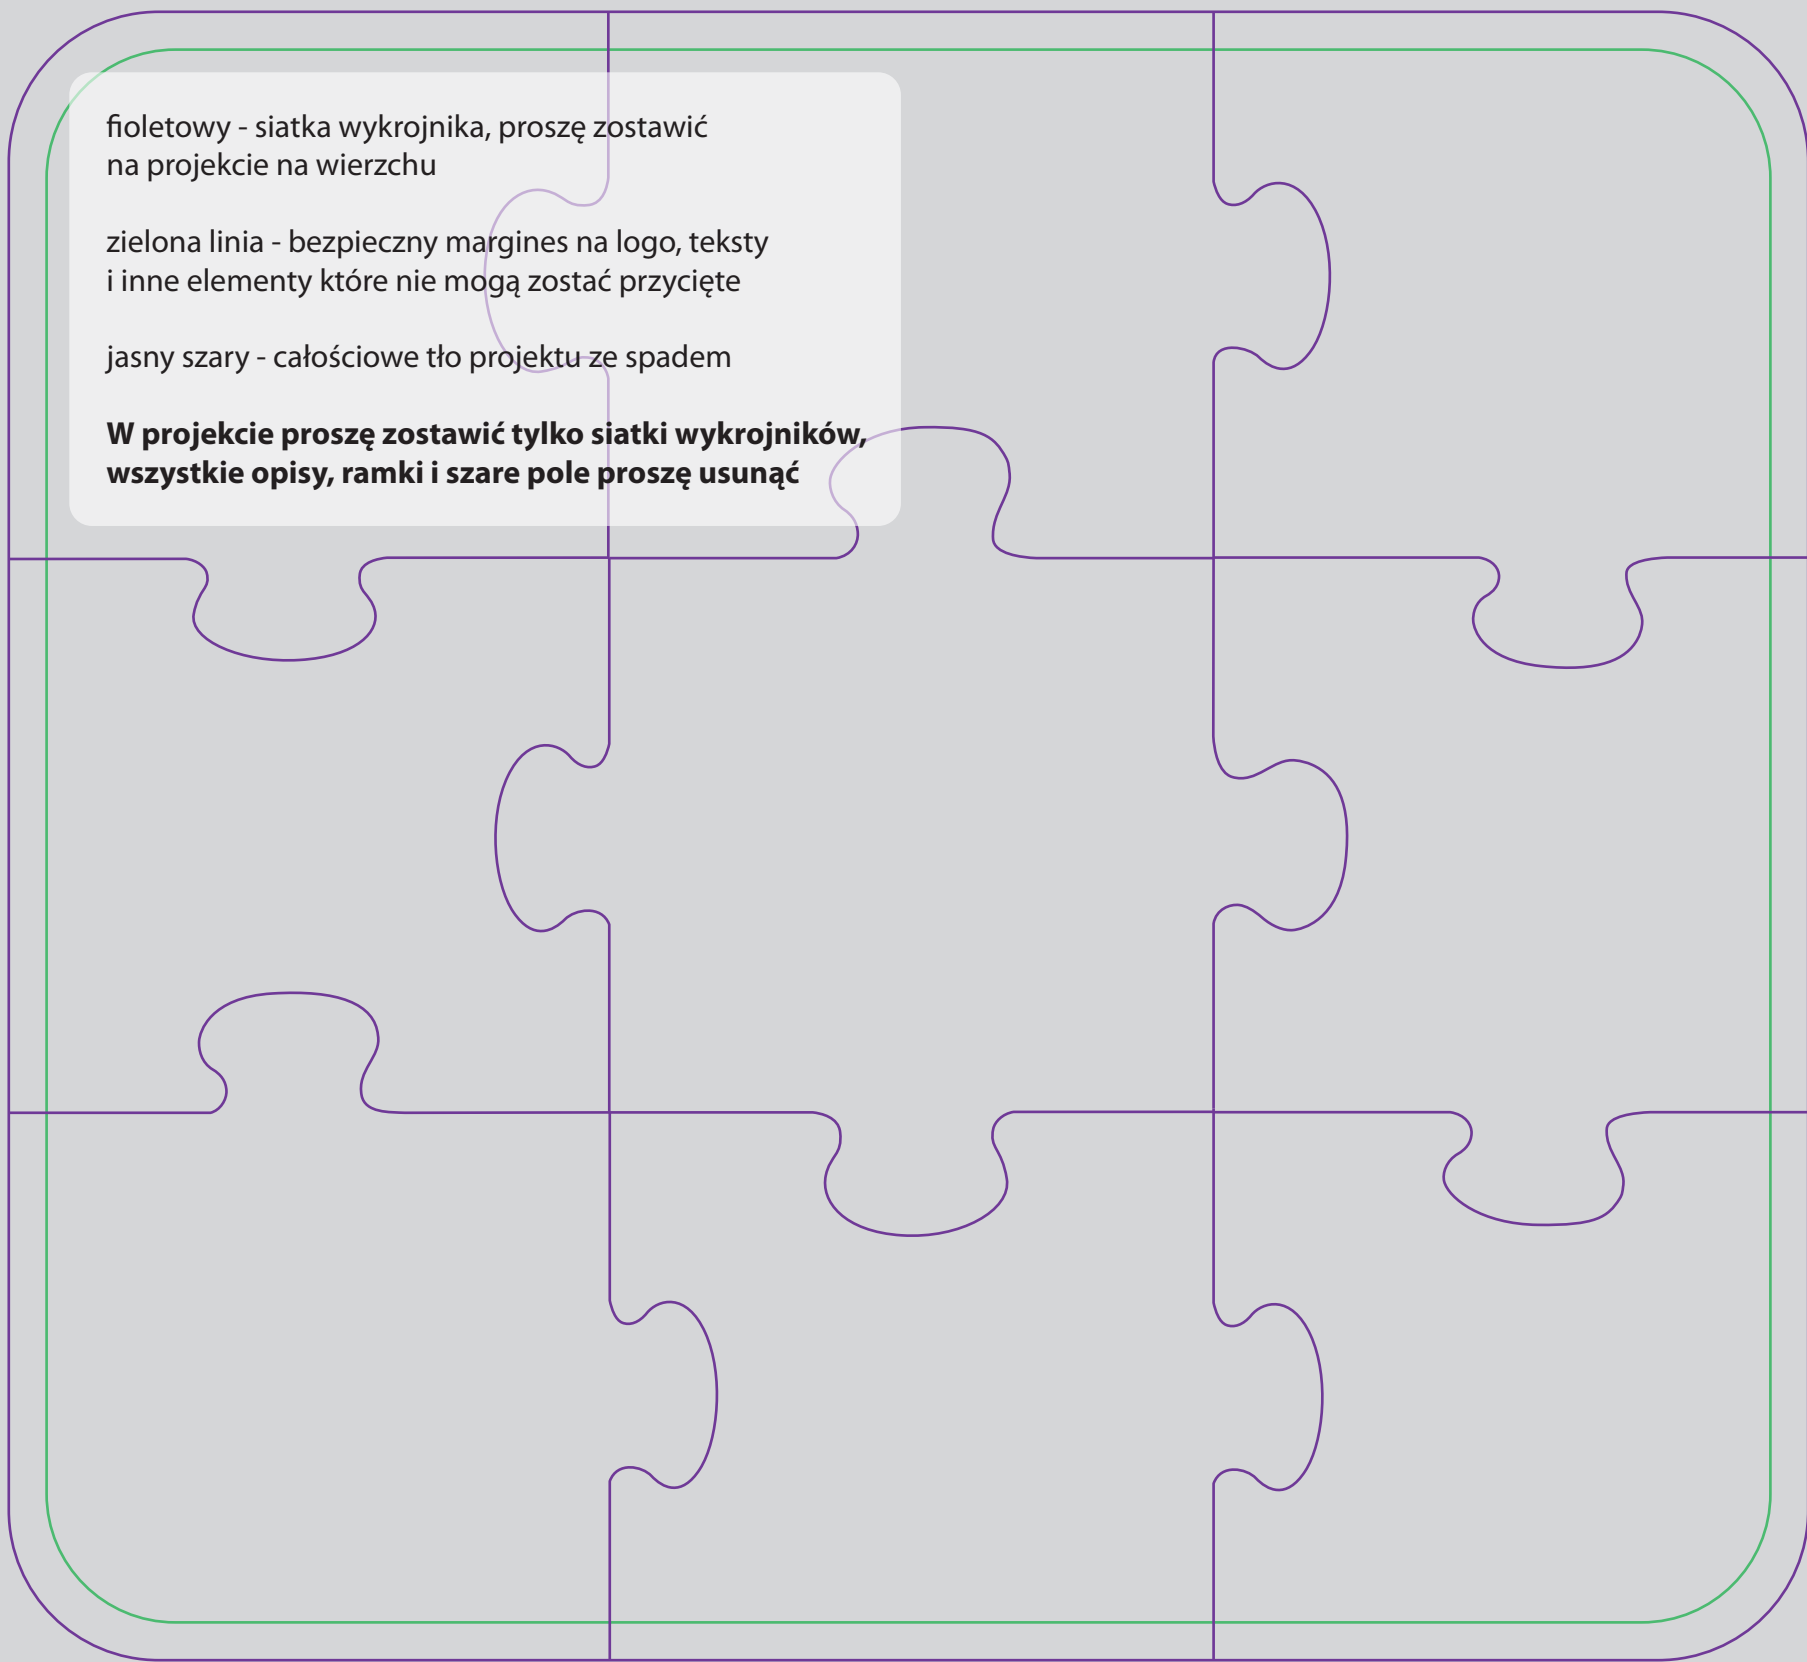 fioletowy - siatka wykrojnika, proszę zostawić
na projekcie na wierzchu
zielona linia - bezpieczny margines na logo, teksty
i inne elementy które nie mogą zostać przycięte
jasny szary - całościowe tło projektu ze spadem
W projekcie proszę zostawić tylko siatki wykrojników,
wszystkie opisy, ramki i szare pole proszę usunąć